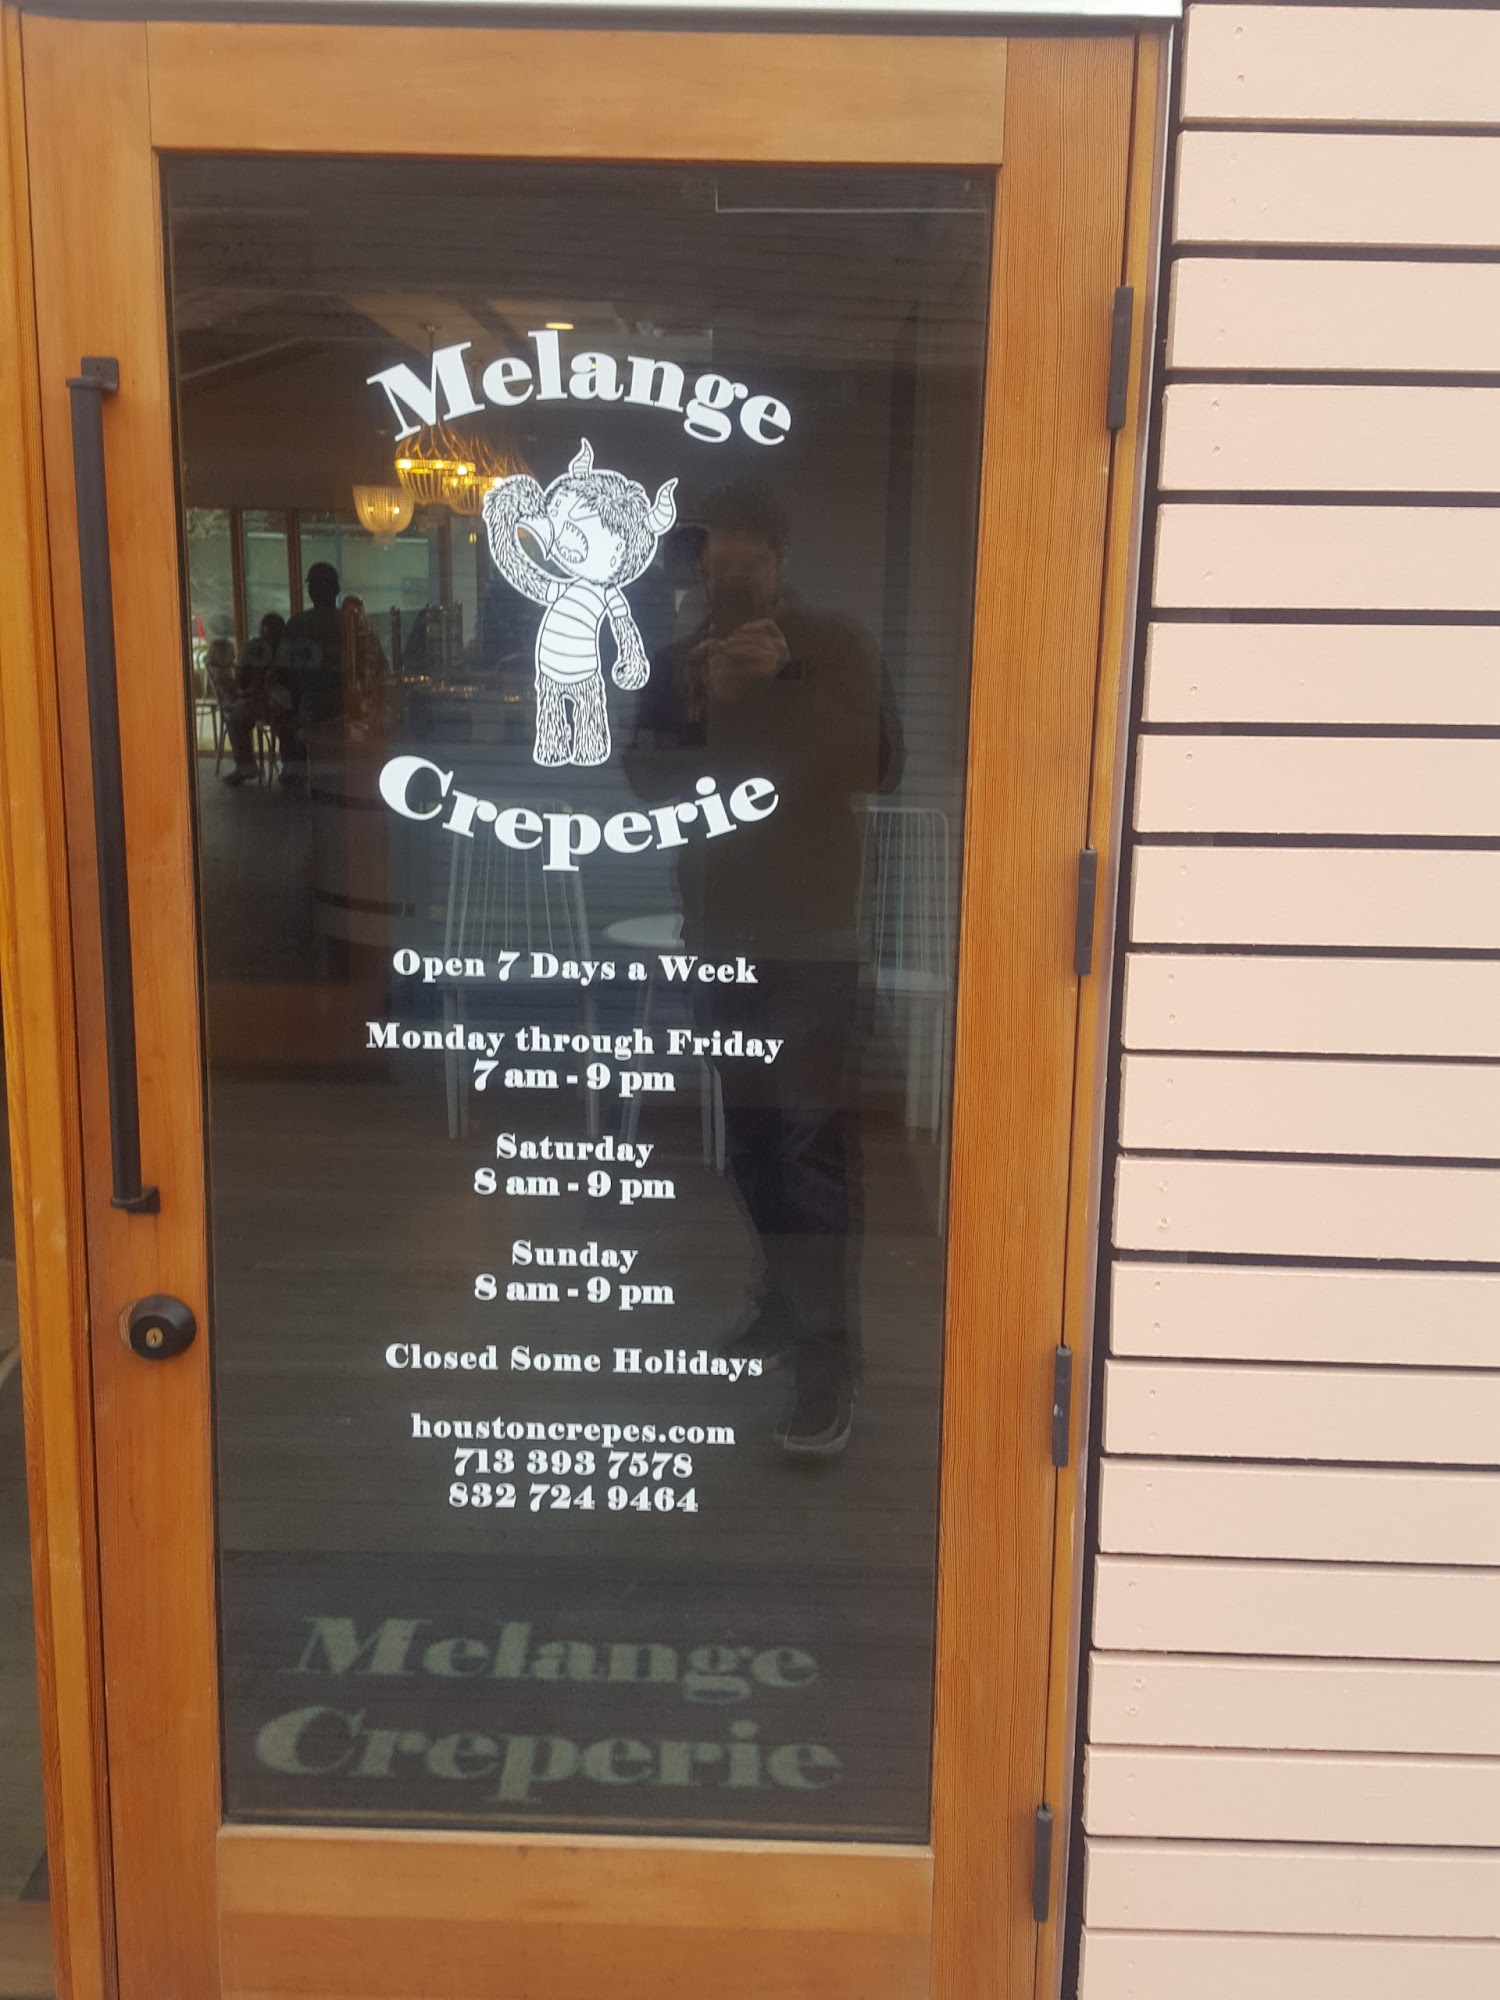 Melange
Creperie
Open 7 Days a Week
Monday through Friday
7 am - 9 pm
Saturday
8 am - 9 pm
Sunday
8 am - 9 pm
Closed Some Holidays
houstoncrepes.com
713 393 7578
832 724 9464
Melange
Creperie